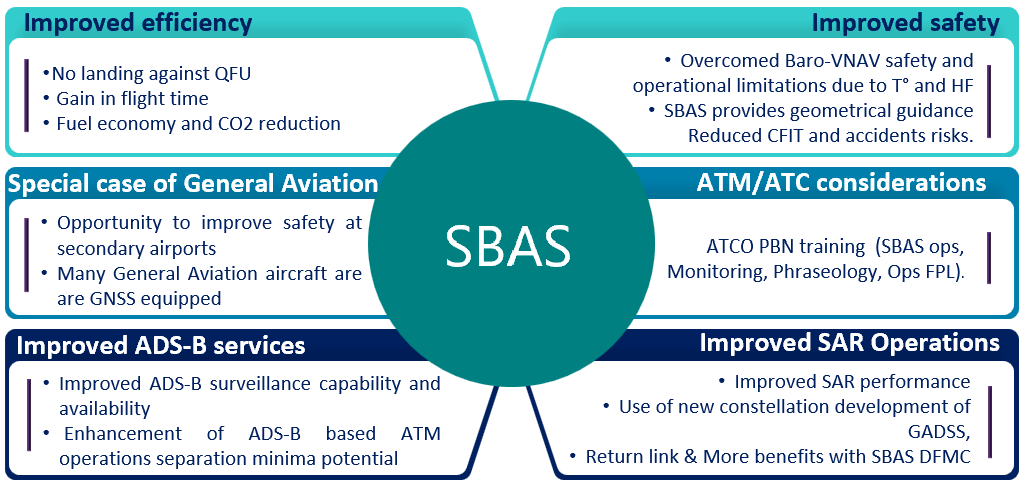 Improved efficiency
•No landing against QFU
• Gain in flight time
• Fuel economy and CO2 reduction
Improved safety
• Overcomed Baro-VNAV safety and
operational limitations due to T° and HF
• SBAS provides geometrical guidance
Reduced CFIT and accidents risks.
Special case of General Aviation
• Opportunity to improve safety at
secondary airports
• Many General Aviation aircraft are
are GNSS equipped
SBAS
ATM/ATC considerations
ATCO PBN training (SBAS ops,
Monitoring, Phraseology, Ops FPL).
Improved ADS-B services
• Improved ADS-B surveillance capability and
availability
• Enhancement of ADS-B based ATM
operations separation minima potential
Improved SAR Operations
• Improved SAR performance
• Use of new constellation development of
GADSS,
• Return link & More benefits with SBAS DFMC